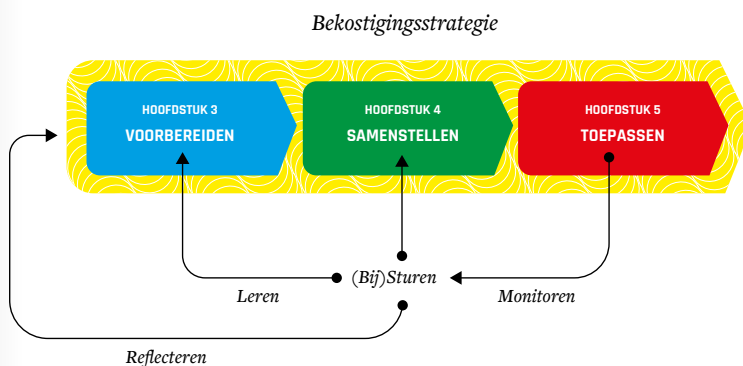 Bekostigingsstrategie
HOOFDSTUK 3
VOORBEREIDEN
HOOFDSTUK 4
SAMENSTELLEN
HOOFDSTUK 5
TOEPASSEN
(Bij)Sturen
Leren
Monitoren
Reflecteren